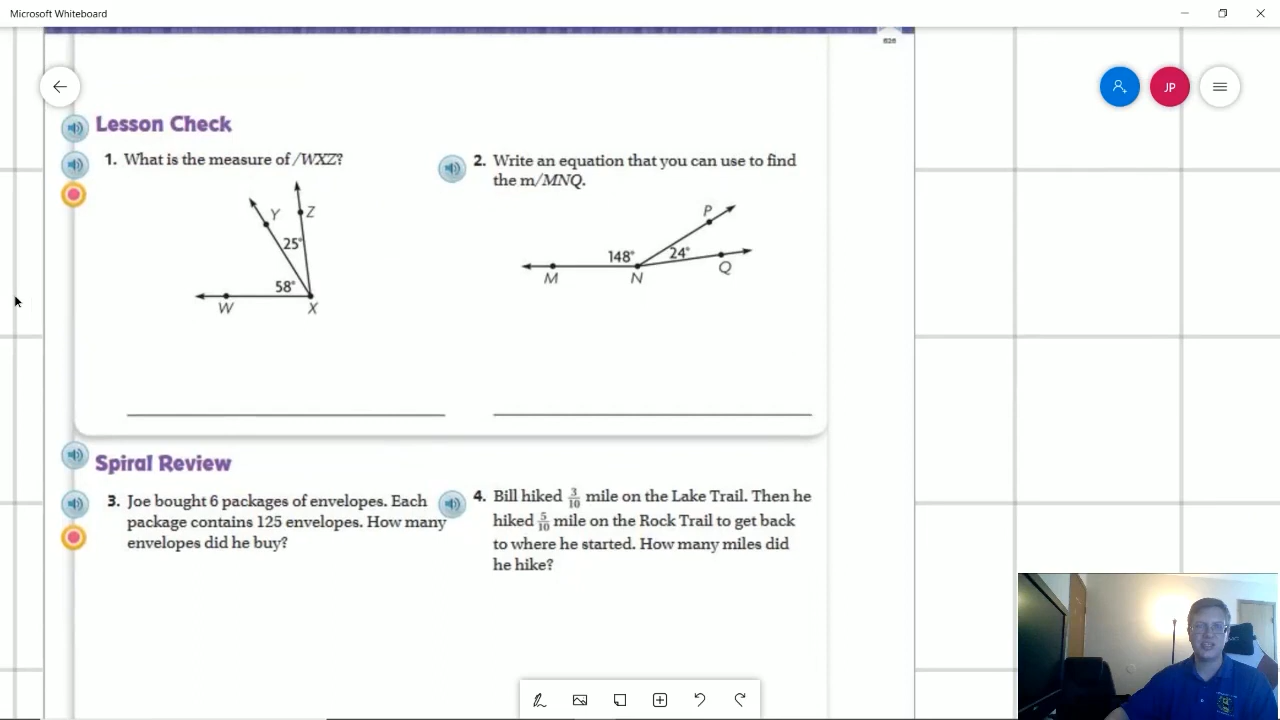 Microsoft Whiteboard
626
JP
Lesson Check
1. What is the measure of /WXZ?
Y
Z
25°
58°
W
X
2. Write an equation that you can use to find
the m/MNQ.
P
148°
24°
M
N
Q
Spiral Review
3. Joe bought 6 packages of envelopes. Each
package contains 125 envelopes. How many
envelopes did he buy?
4. Bill hiked 3/10 mile on the Lake Trail. Then he
hiked 5/10 mile on the Rock Trail to get back
to where he started. How many miles did
he hike?